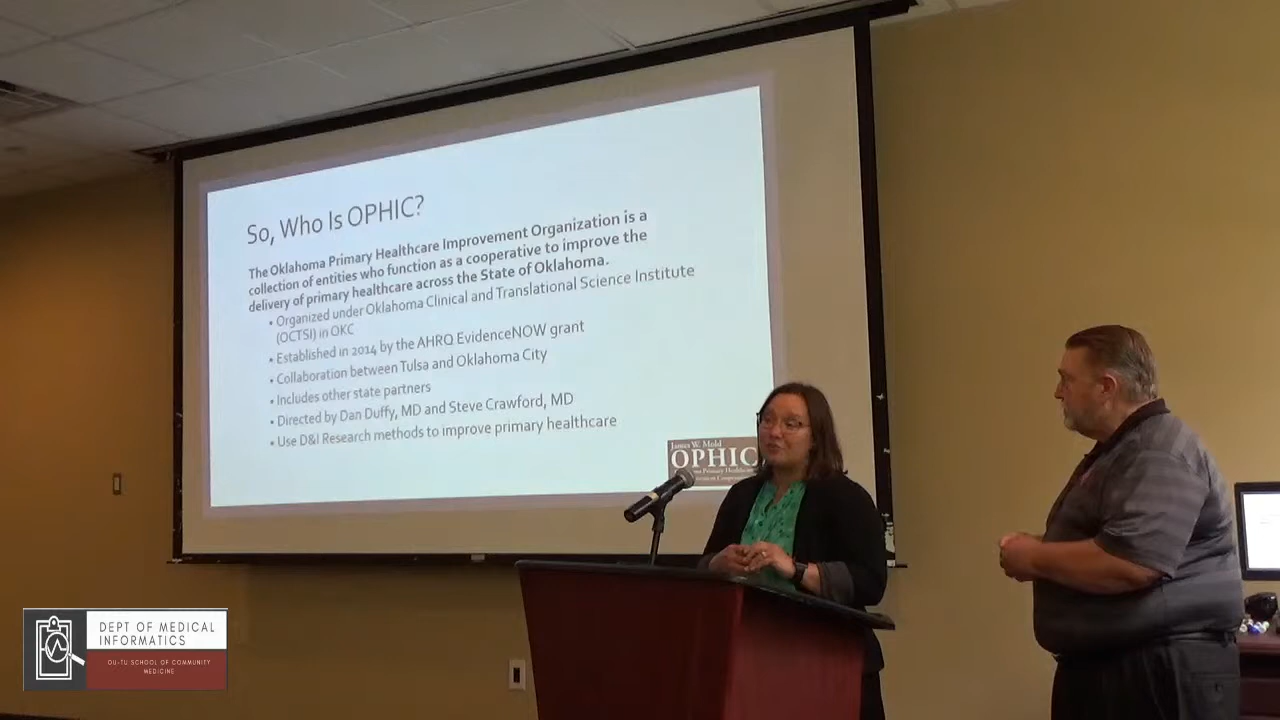 So, Who Is OPHIC?
The Oklahoma Primary Healthcare Improvement Organization is a
collection of entities who function as a cooperative to improve the
delivery of primary healthcare across the State of Oklahoma.
• Organized under Oklahoma Clinical and Translational Science Institute
(OCTSI) in OKC
• Established in 2014 by the AHRQ EvidenceNOW grant
• Collaboration between Tulsa and Oklahoma City
• Includes other state partners
• Directed by Dan Duffy, MD and Steve Crawford, MD
• Use D&I Research methods to improve primary healthcare
James W. Mold
OPHIC
Primary Healthcare
DEPT OF MEDICAL
INFORMATICS
OU-TU SCHOOL OF COMMUNITY
MEDICINE